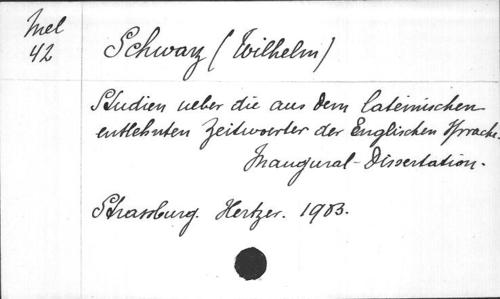 Mel
42
Schwarz (Wilhelm)
Studien ueber die aus dem lateinischen
entlehnten Zeitwoerter der Englischen Sprache.
Inaugural-Dissertation.
Strassburg. Hertzer. 1903.